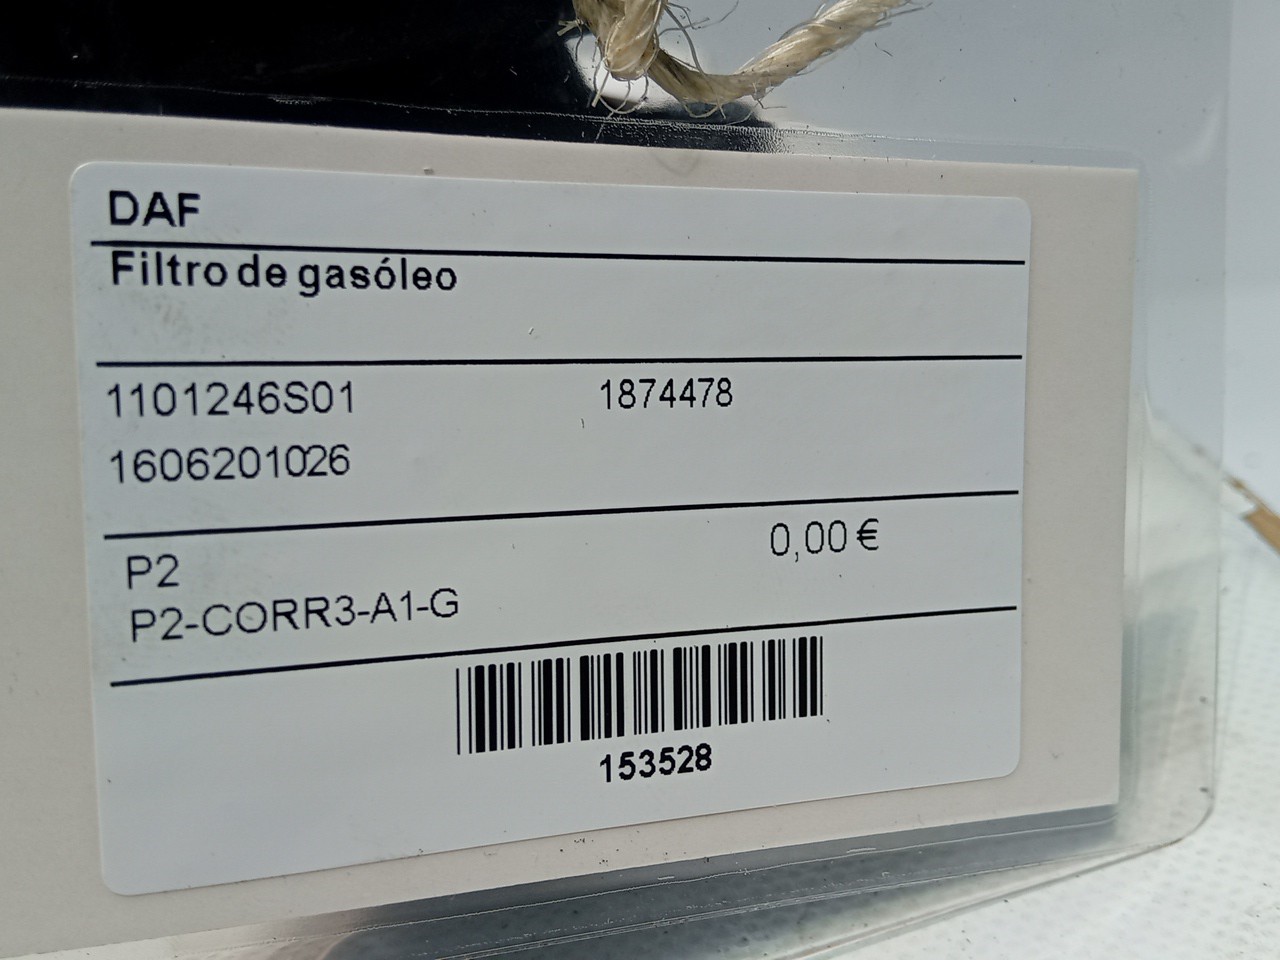 DAF
Filtro de gasóleo
1101246S01 1874478
1606201026
P2 0,00 €
P2-CORR3-A1-G
153528